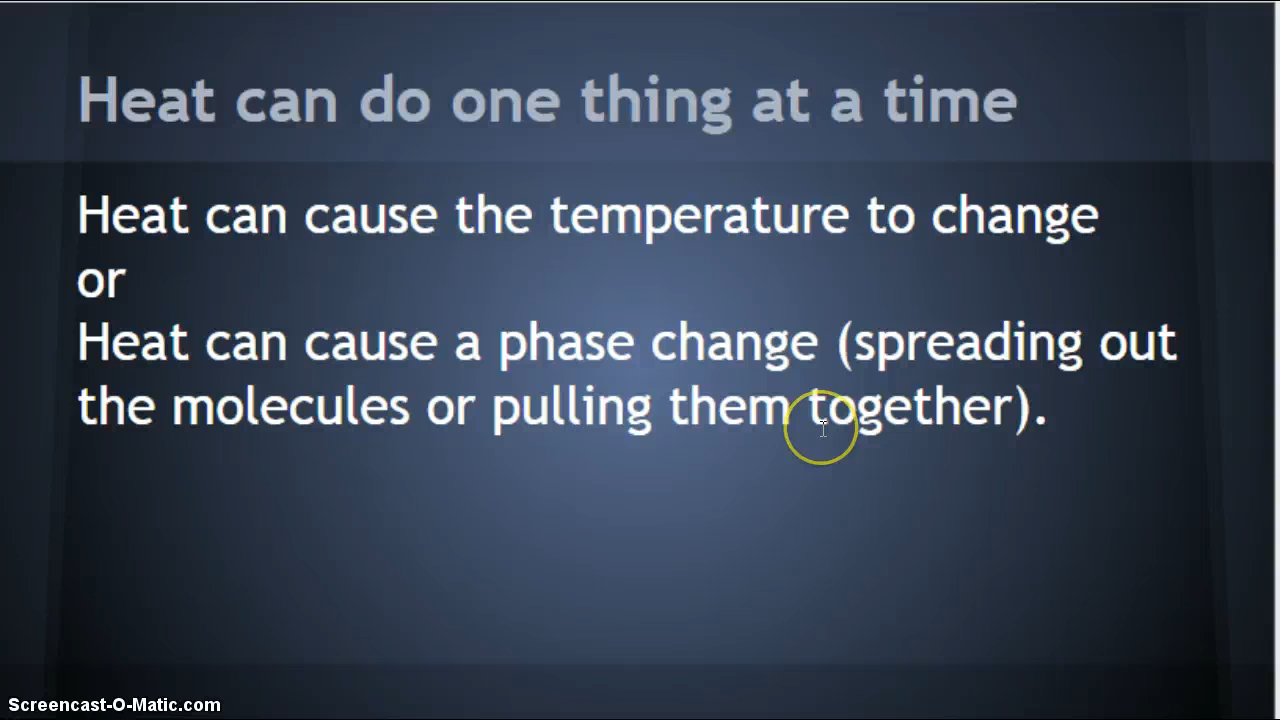 Heat can do one thing at a time
Heat can cause the temperature to change
or
Heat can cause a phase change (spreading out
the molecules or pulling them together).
Screencast-O-Matic.com